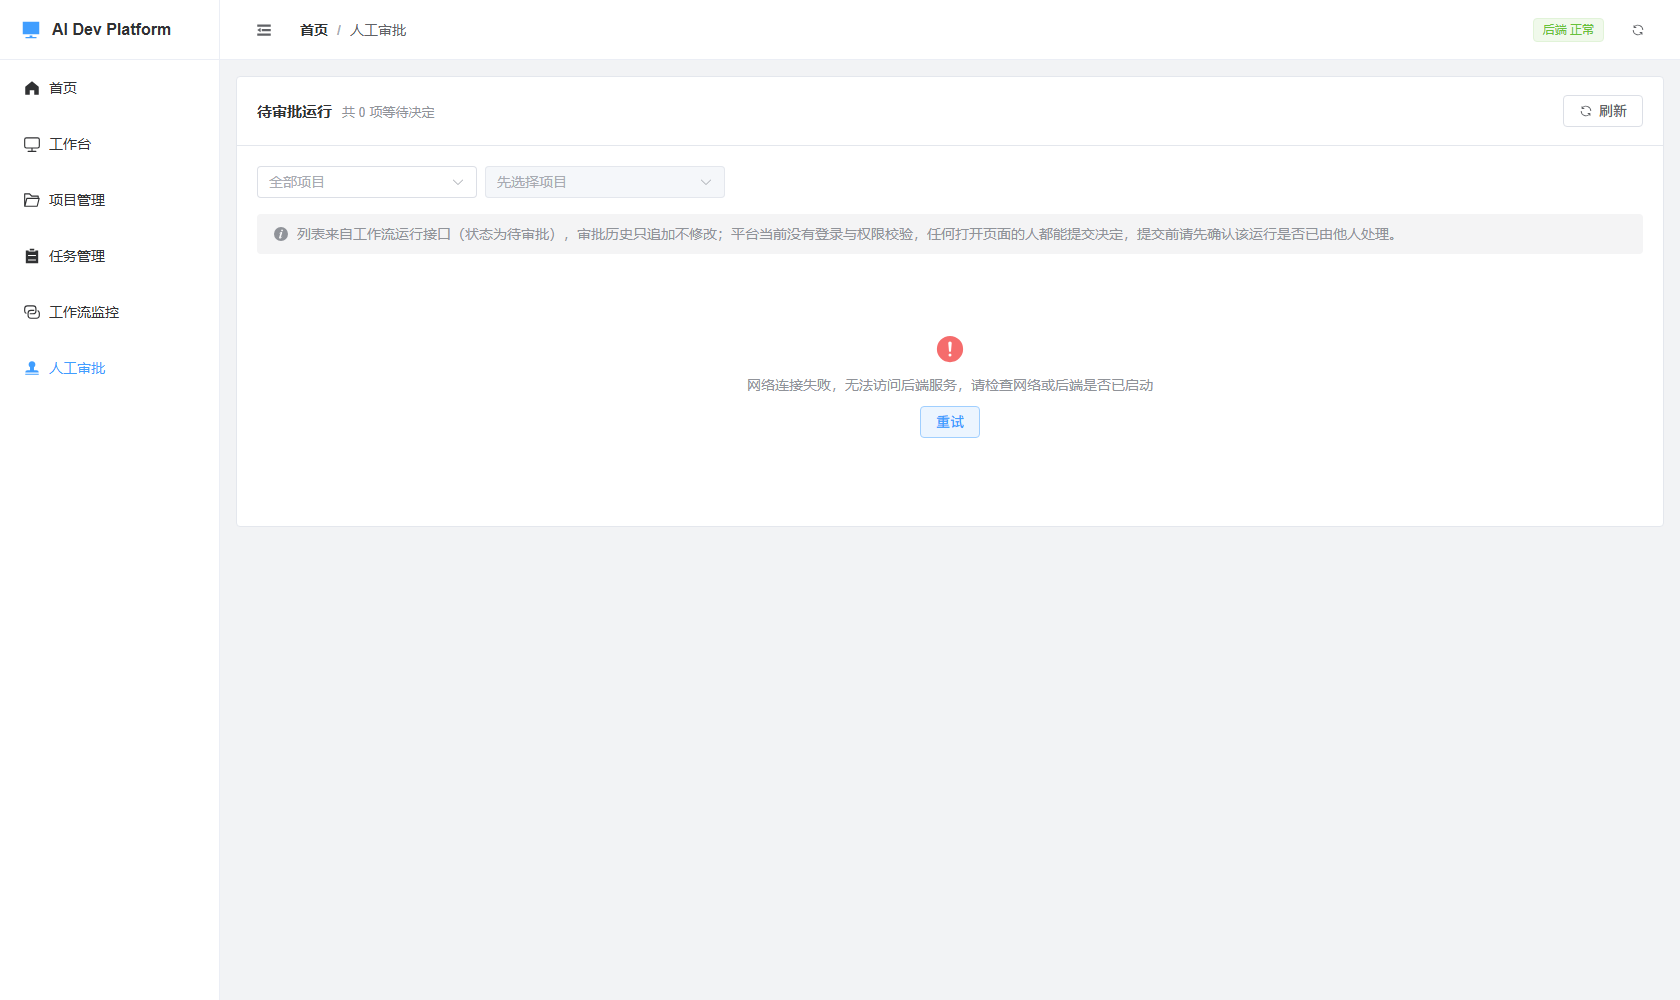 AI Dev Platform
首页 / 人工审批
后端 正常
首页
工作台
项目管理
任务管理
工作流监控
人工审批
待审批运行 共 0 项等待决定
刷新
全部项目
先选择项目
列表来自工作流运行接口（状态为待审批），审批历史只追加不修改；平台当前没有登录与权限校验，任何打开页面的人都能提交决定，提交前请先确认该运行是否已由他人处理。
网络连接失败，无法访问后端服务，请检查网络或后端是否已启动
重试